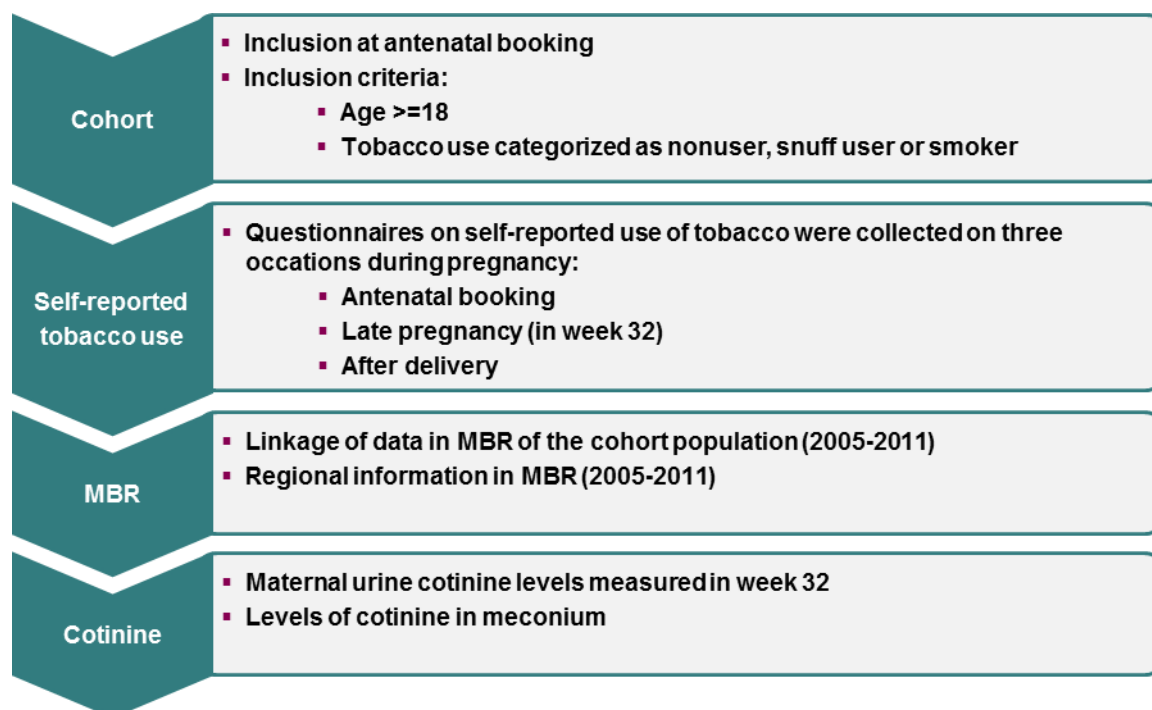 Cohort
Inclusion at antenatal booking
Inclusion criteria:
Age >=18
Tobacco use categorized as nonuser, snuff user or smoker
Self-reported
tobacco use
Questionnaires on self-reported use of tobacco were collected on three
occations during pregnancy:
Antenatal booking
Late pregnancy (in week 32)
After delivery
MBR
Linkage of data in MBR of the cohort population (2005-2011)
Regional information in MBR (2005-2011)
Cotinine
Maternal urine cotinine levels measured in week 32
Levels of cotinine in meconium